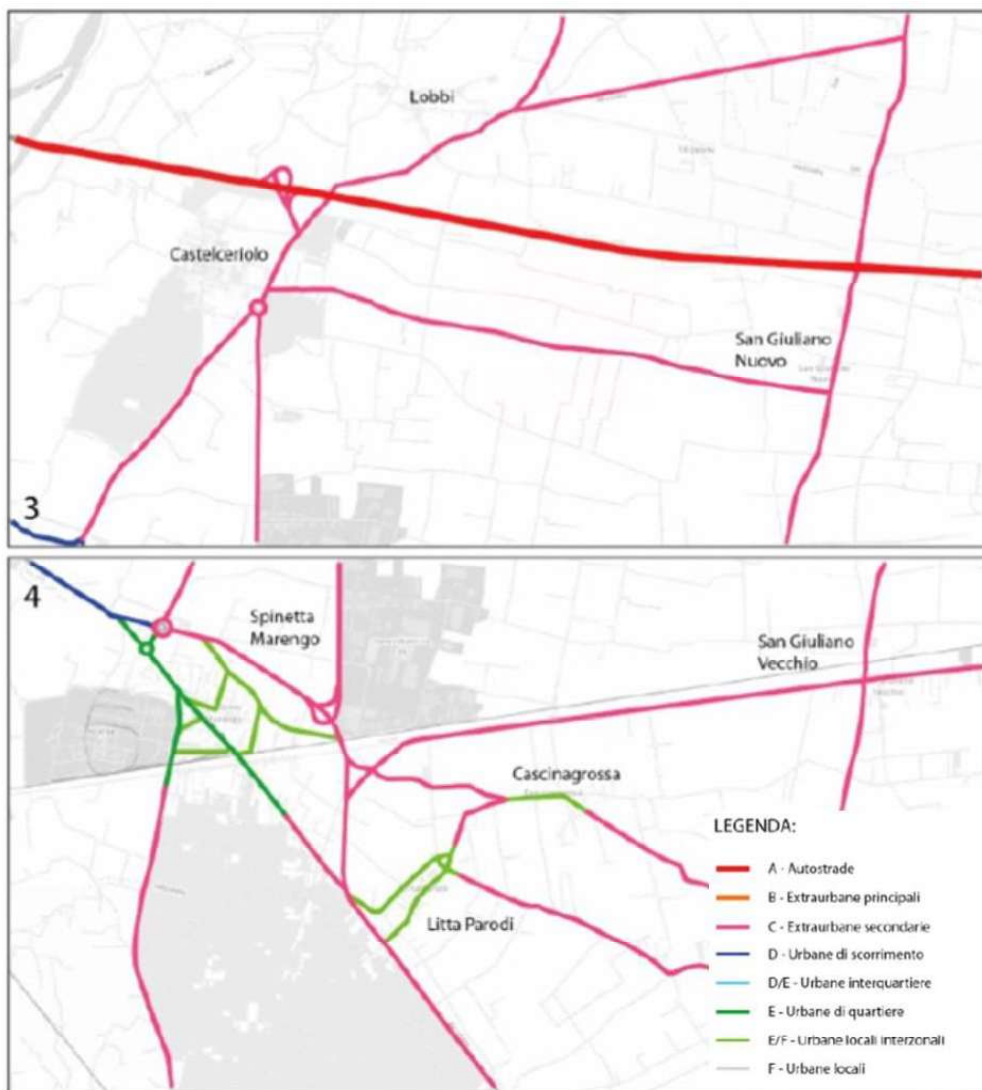 Lobbi
Castelceriolo
San Giuliano
Nuovo
3
4
Spinetta
Marengo
San Giuliano
Vecchio
Cascinagrossa
Litta Parodi
LEGENDA:
A - Autostrade
B - Extraurbane principali
C - Extraurbane secondarie
D - Urbane di scorrimento
D/E - Urbane interquartiere
E - Urbane di quartiere
E/F - Urbane locali interzonali
F - Urbane locali